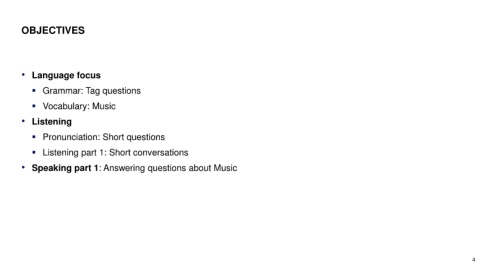 OBJECTIVES
• Language focus
▪ Grammar: Tag questions
▪ Vocabulary: Music
• Listening
▪ Pronunciation: Short questions
▪ Listening part 1: Short conversations
• Speaking part 1: Answering questions about Music
4